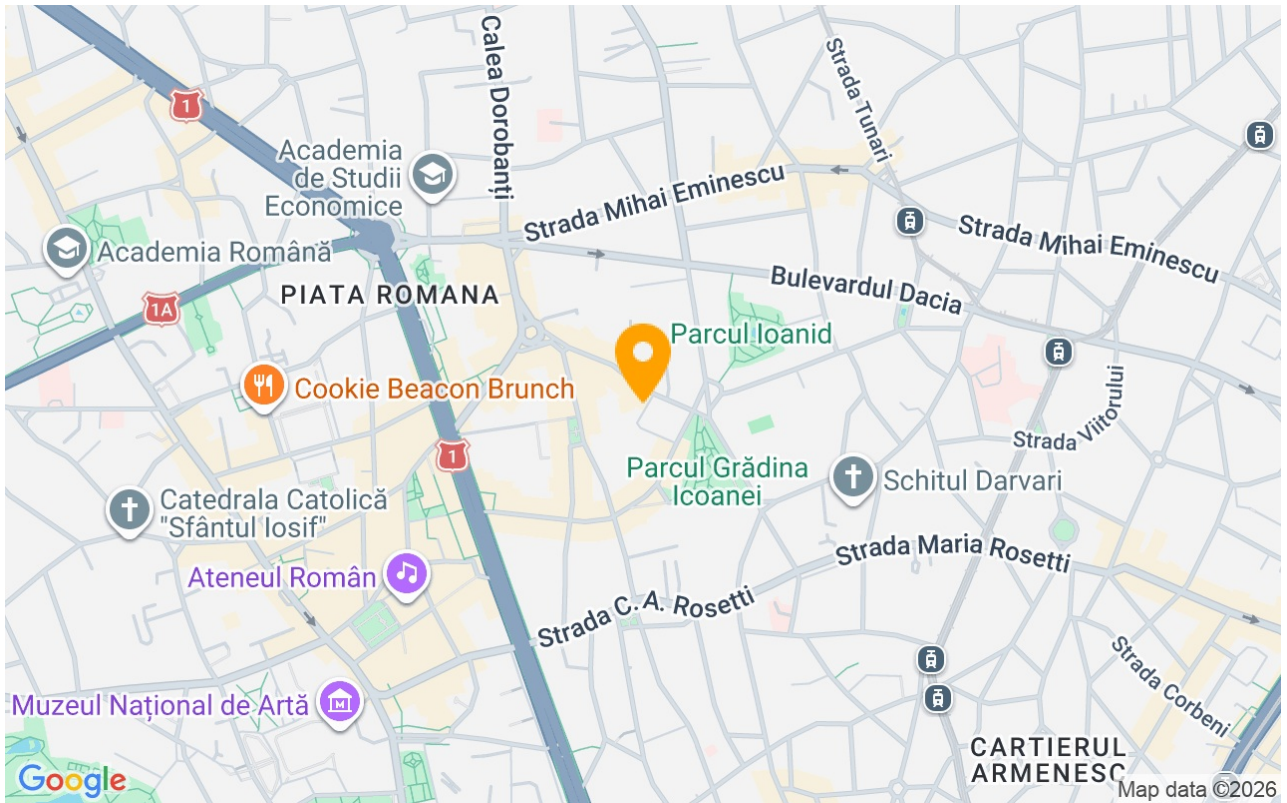 Calea Dorobanți
Strada Tunari
1
Academia
de Studii
Economice
Strada Mihai Eminescu
Strada Mihai Eminescu
Academia Română
Bulevardul Dacia
1A
PIATA ROMANA
Parcul Ioanid
Cookie Beacon Brunch
Strada Viitorului
1
Parcul Grădina
Icoanei
Schitul Darvari
Catedrala Catolică
"Sfântul Iosif"
Strada Maria Rosetti
Ateneul Român
Strada C. A. Rosetti
Strada Corbeni
Muzeul Național de Artă
M
CARTIERUL
ARMENESC
Google
Map data ©2026